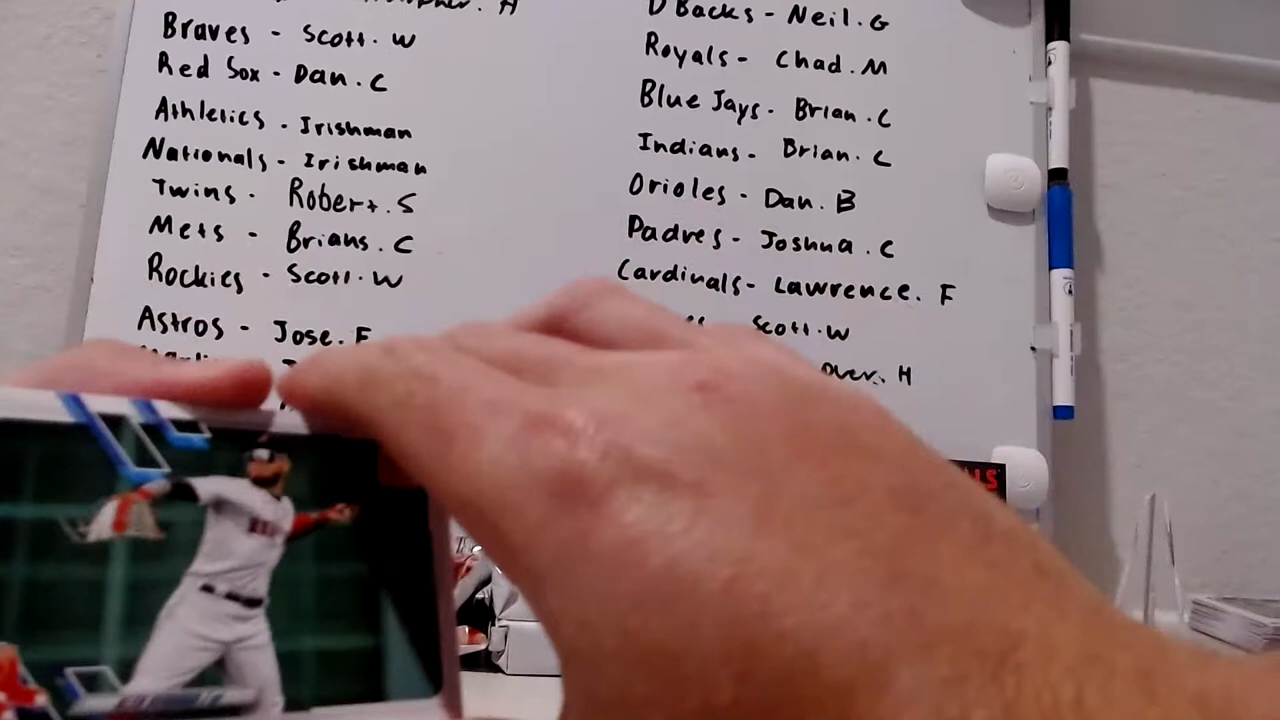 Braves - Scott. W
Red Sox - Dan. C
Athletics - Irishman
Nationals - Irishman
Twins - Robert. S
Mets - Brians. C
Rockies - Scott. W
Astros - Jose. F
D Backs - Neil. G
Royals - Chad. M
Blue Jays - Brian. C
Indians - Brian. C
Orioles - Dan. B
Padres - Joshua. C
Cardinals - Lawrence. F
Scott. W
H